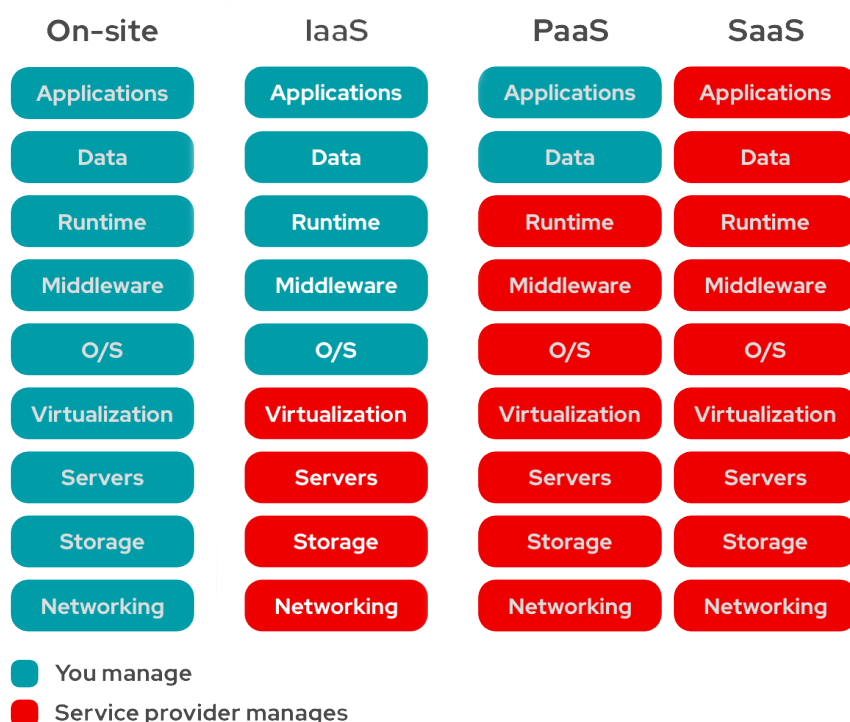 On-site IaaS PaaS SaaS
Applications Applications Applications Applications
Data Data Data Data
Runtime Runtime Runtime Runtime
Middleware Middleware Middleware Middleware
O/S O/S O/S O/S
Virtualization Virtualization Virtualization Virtualization
Servers Servers Servers Servers
Storage Storage Storage Storage
Networking Networking Networking Networking
You manage
Service provider manages